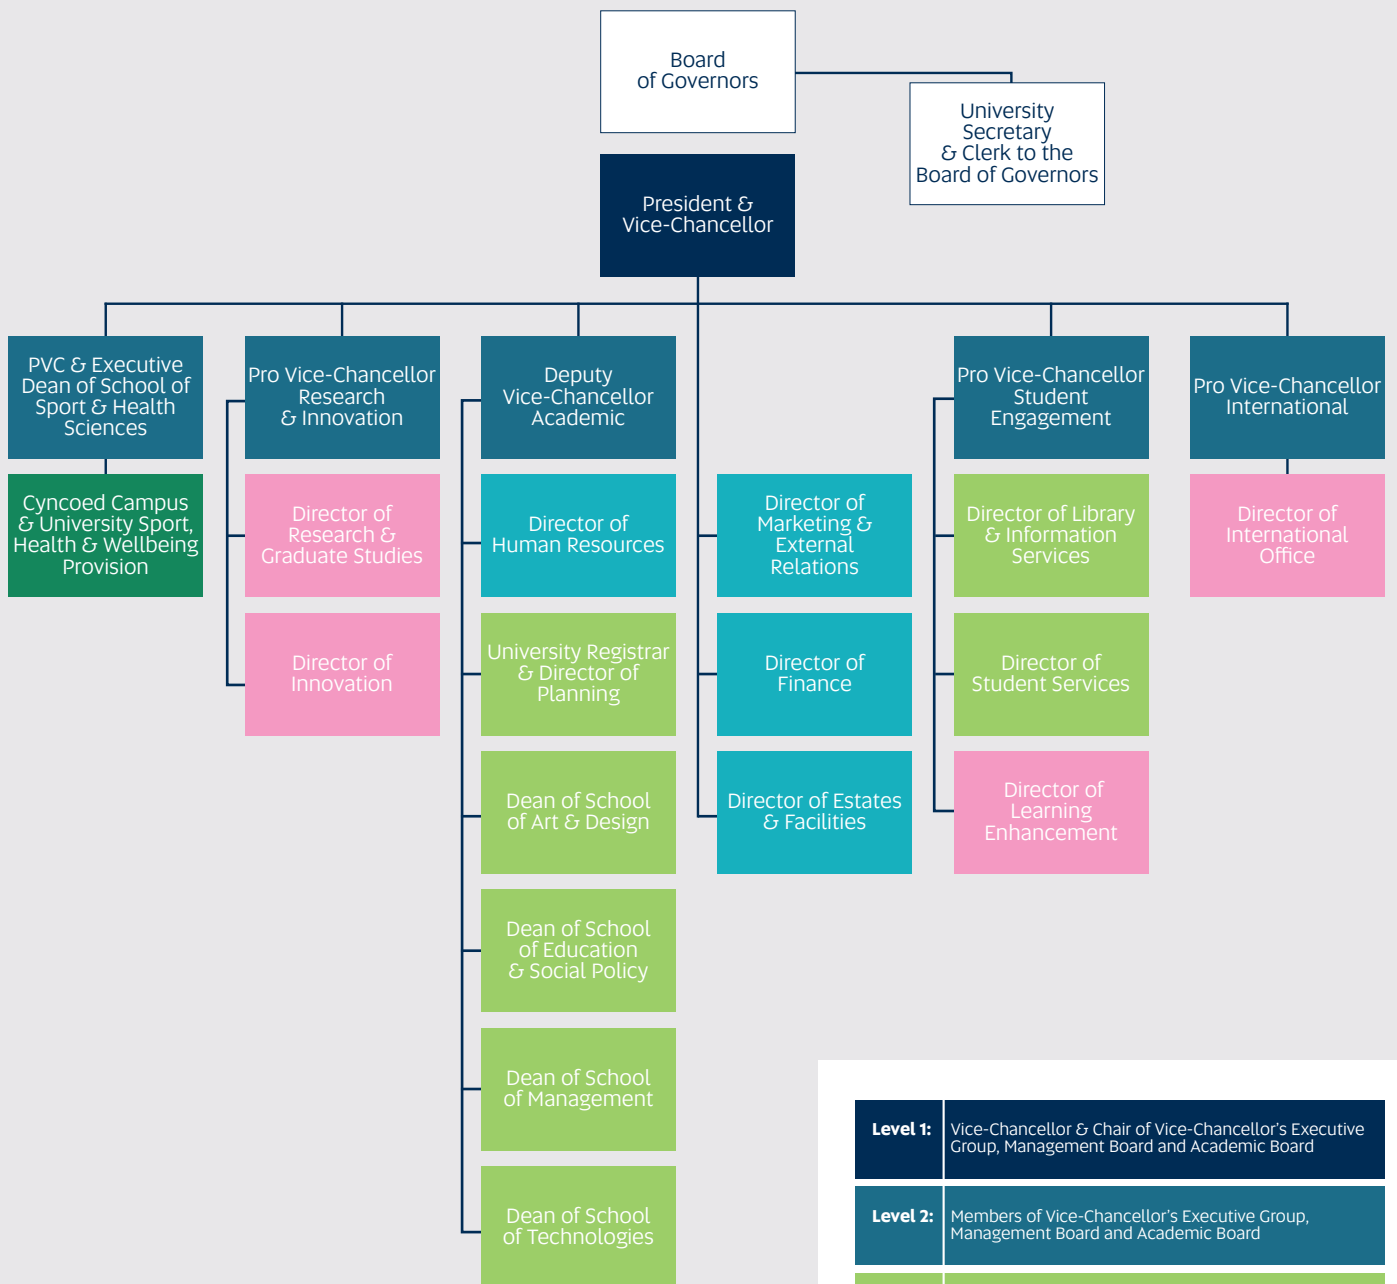 Board
of Governors
University
Secretary
& Clerk to the
Board of Governors
President &
Vice-Chancellor
PVC & Executive
Dean of School of
Sport & Health
Sciences
Pro Vice-Chancellor
Research
& Innovation
Deputy
Vice-Chancellor
Academic
Pro Vice-Chancellor
Student
Engagement
Pro Vice-Chancellor
International
Cyncoed Campus
& University Sport,
Health & Wellbeing
Provision
Director of
Research &
Graduate Studies
Director of
Human Resources
Director of
Marketing &
External
Relations
Director of Library
& Information
Services
Director of
International
Office
Director of
Innovation
University Registrar
& Director of
Planning
Director of
Finance
Director of
Student Services
Dean of School
of Art & Design
Director of Estates
& Facilities
Director of
Learning
Enhancement
Dean of School
of Education
& Social Policy
Dean of School
of Management
Dean of School
of Technologies
Level 1: Vice-Chancellor & Chair of Vice-Chancellor's Executive
Group, Management Board and Academic Board
Level 2: Members of Vice-Chancellor's Executive Group,
Management Board and Academic Board